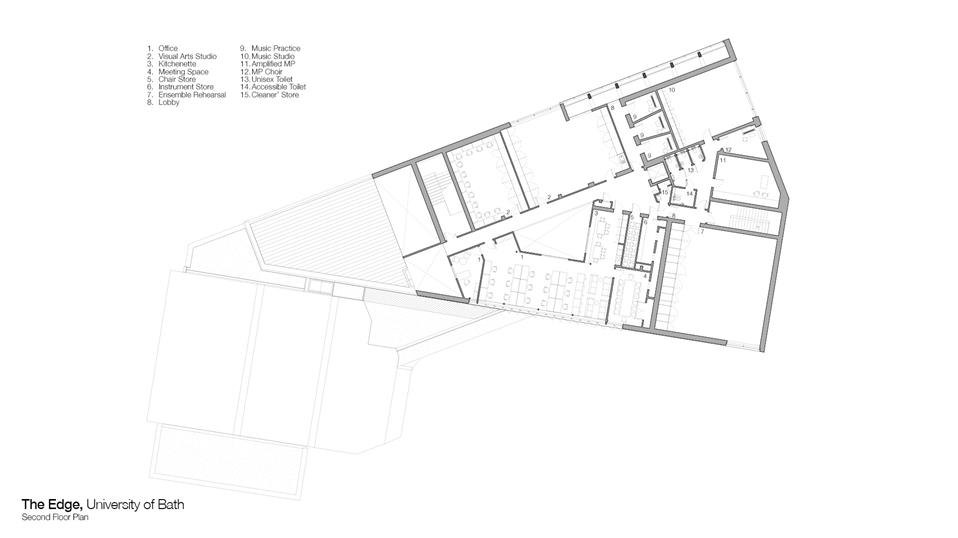 1. Office
2. Visual Arts Studio
3. Kitchenette
4. Meeting Space
5. Chair Store
6. Instrument Store
7. Ensemble Rehearsal
8. Lobby
9. Music Practice
10. Music Studio
11. Amplified MP
12. MP Choir
13. Unisex Toilet
14. Accessible Toilet
15. Cleaner' Store
10
8
9
9
9
12
11
13
14
15
2
2
3
5
6
8
7
1
1
4
The Edge, University of Bath
Second Floor Plan